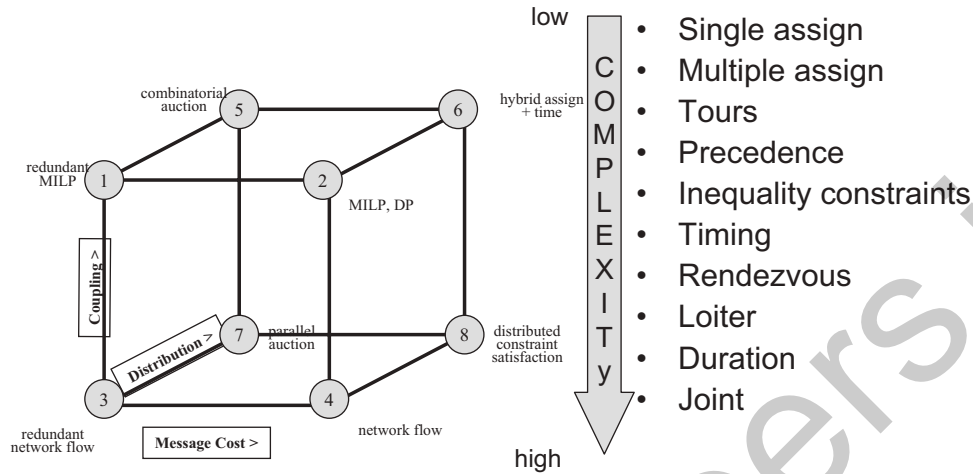 low
combinatorial
auction
5
6
hybrid assign
+ time
redundant
MILP
1
2
MILP, DP
Coupling >
Distribution >
7
parallel
auction
8
distributed
constraint
satisfaction
3
4
redundant
network flow
Message Cost >
network flow
C
O
M
P
L
E
X
I
T
y
high
• Single assign
• Multiple assign
• Tours
• Precedence
• Inequality constraints
• Timing
• Rendezvous
• Loiter
• Duration
• Joint